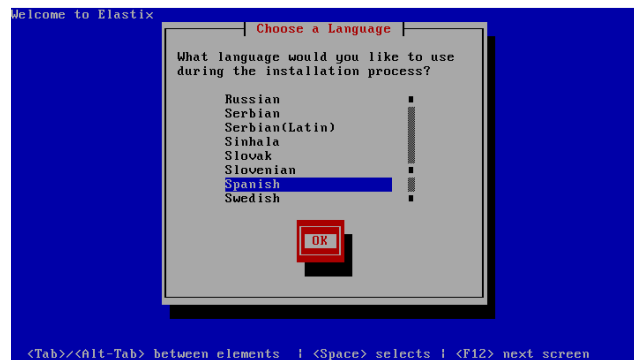 Welcome to Elastix
Choose a Language
What language would you like to use
during the installation process?
Russian
Serbian
Serbian(Latin)
Sinhala
Slovak
Slovenian
Spanish
Swedish
OK
<Tab>/<Alt-Tab> between elements | <Space> selects | <F12> next screen